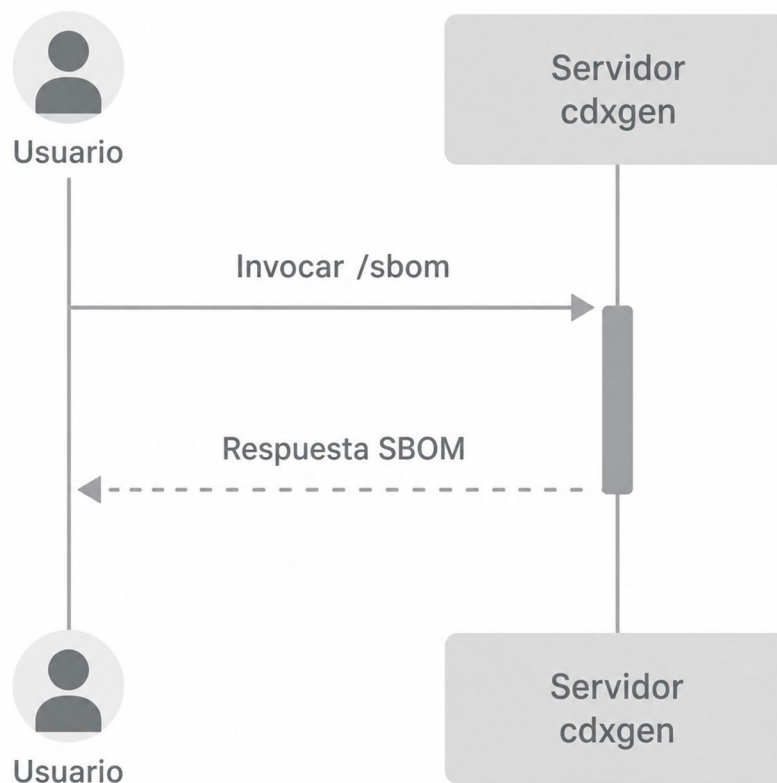 Servidor
cdxgen
Usuario
Invocar /sbom
Respuesta SBOM
Servidor
cdxgen
Usuario